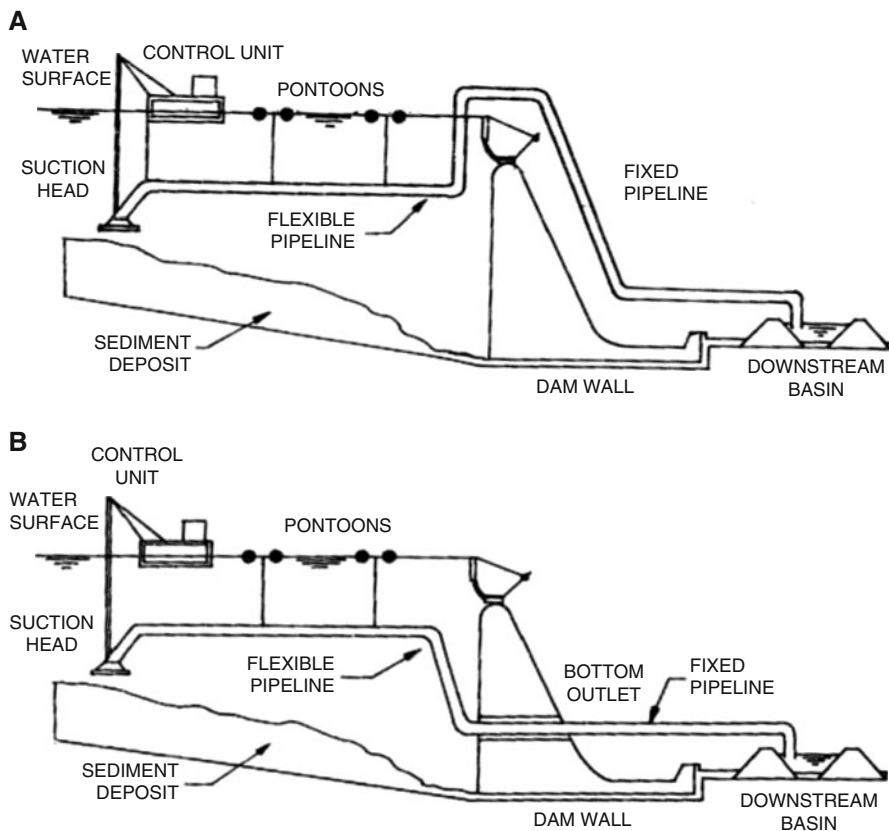 A
WATER
SURFACE
CONTROL UNIT
PONTOONS
SUCTION
HEAD
FLEXIBLE
PIPELINE
FIXED
PIPELINE
SEDIMENT
DEPOSIT
DAM WALL
DOWNSTREAM
BASIN
B
CONTROL
UNIT
WATER
SURFACE
PONTOONS
SUCTION
HEAD
FLEXIBLE
PIPELINE
BOTTOM
OUTLET
FIXED
PIPELINE
SEDIMENT
DEPOSIT
DAM WALL
DOWNSTREAM
BASIN